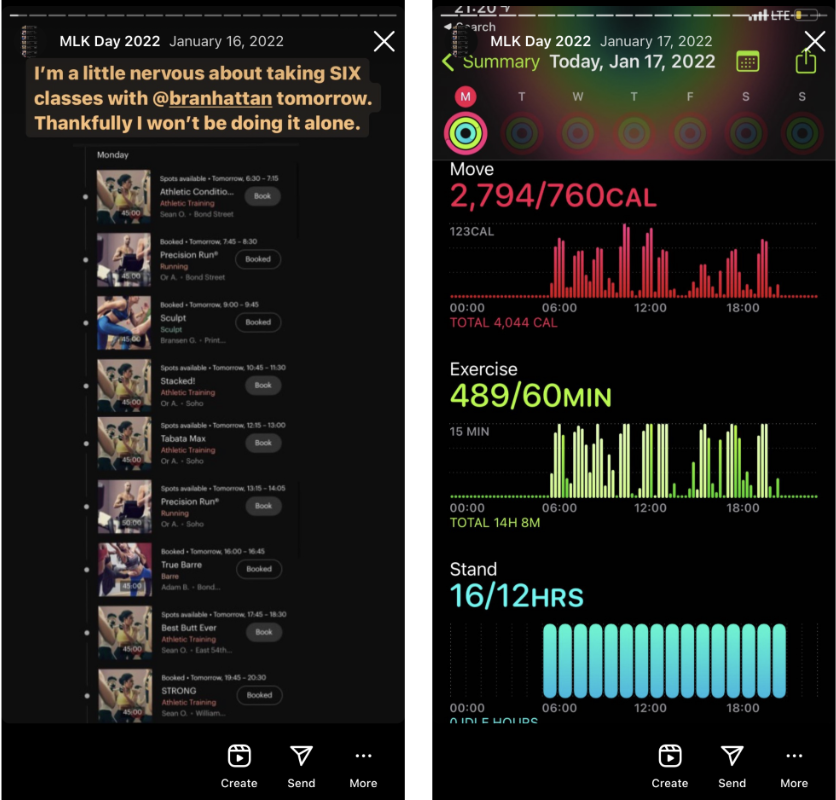 MLK Day 2022 January 16, 2022
I'm a little nervous about taking SIX
classes with @branhattan tomorrow.
Thankfully I won't be doing it alone.
Monday
Spots available • Tomorrow, 6:30 – 7:15
Athletic Conditio...
Book
Athletic Training
45:00
Sean O. • Bond Street
Booked • Tomorrow, 7:45 – 8:30
Precision Run®
Booked
Running
45:00
Or A. • Bond Street
Booked • Tomorrow, 9:00 – 9:45
Sculpt
Booked
Sculpt
45:00
Bransen G. • Print...
Spots available • Tomorrow, 10:45 – 11:30
Stacked!
Book
Athletic Training
45:00
Or A. • Soho
Spots available • Tomorrow, 12:15 – 13:00
Tabata Max
Book
Athletic Training
45:00
Or A. • Soho
Spots available • Tomorrow, 13:15 – 14:05
Precision Run®
Book
Running
50:00
Or A. • Soho
Booked • Tomorrow, 16:00 – 16:45
True Barre
Booked
Barre
45:00
Adam B. • Bond...
Spots available • Tomorrow, 17:45 – 18:30
Best Butt Ever
Book
Athletic Training
45:00
Sean O. • East 54th...
Booked • Tomorrow, 19:45 – 20:30
STRONG
Booked
Athletic Training
45:00
Sean O. • William...
Create Send More
21:20 LTE
MLK Day 2022 January 17, 2022
Summary Today, Jan 17, 2022
M T W T F S S
Move
2,794/760CAL
123CAL
00:00 06:00 12:00 18:00
TOTAL 4,044 CAL
Exercise
489/60MIN
15 MIN
00:00 06:00 12:00 18:00
TOTAL 14H 8M
Stand
16/12HRS
00:00 06:00 12:00 18:00
0 IDLE HOURS
Create Send More